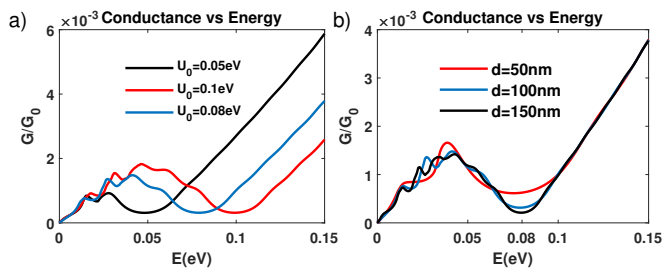 a)
×10⁻³ Conductance vs Energy
6
4
2
0
G/G₀
U₀=0.05eV
U₀=0.1eV
U₀=0.08eV
0 0.05 0.1 0.15
E(eV)
b)
×10⁻³ Conductance vs Energy
4
3
2
1
0
G/G₀
d=50nm
d=100nm
d=150nm
0 0.05 0.08 0.1 0.15
E(eV)